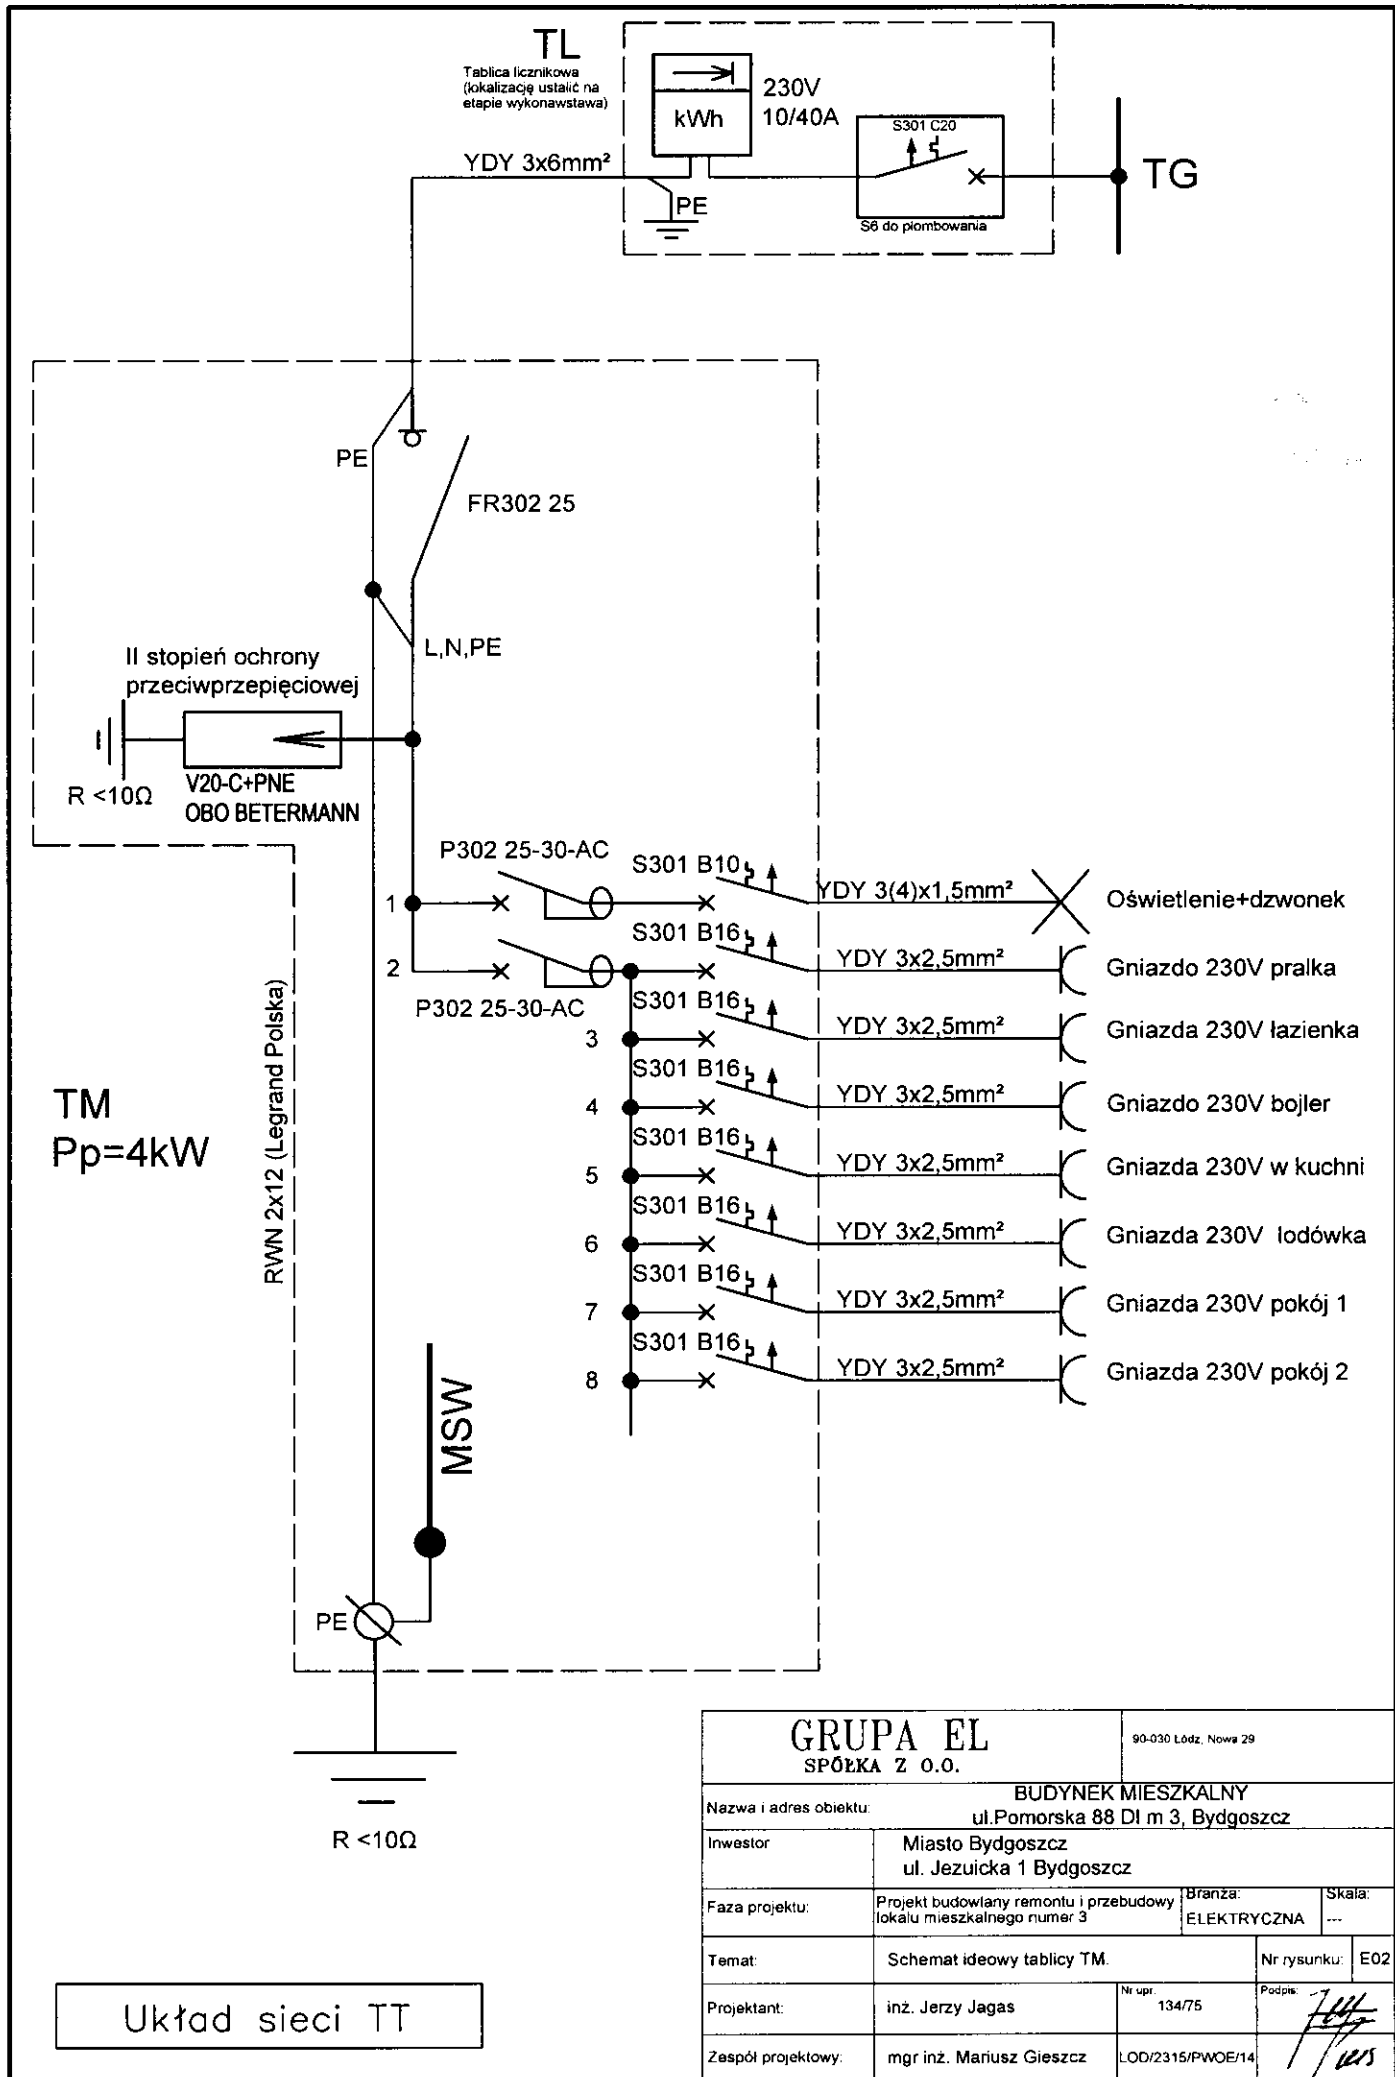 TL
Tablica licznikowa
(lokalizację ustalić na
etapie wykonawstawa)
230V
10/40A
kWh
S301 C20
YDY 3x6mm²
PE
S6 do plombowania
TG
PE
FR302 25
L,N,PE
II stopień ochrony
przeciwprzepięciowej
V20-C+PNE
OBO BETERMANN
R <10Ω
P302 25-30-AC
S301 B10
1
YDY 3(4)x1,5mm²
Oświetlenie+dzwonek
S301 B16
2
YDY 3x2,5mm²
Gniazdo 230V pralka
P302 25-30-AC
S301 B16
3
YDY 3x2,5mm²
Gniazda 230V łazienka
S301 B16
4
YDY 3x2,5mm²
Gniazdo 230V bojler
S301 B16
5
YDY 3x2,5mm²
Gniazda 230V w kuchni
S301 B16
6
YDY 3x2,5mm²
Gniazda 230V lodówka
S301 B16
7
YDY 3x2,5mm²
Gniazda 230V pokój 1
S301 B16
8
YDY 3x2,5mm²
Gniazda 230V pokój 2
TM
Pp=4kW
RWN 2x12 (Legrand Polska)
MSW
PE
R <10Ω
Układ sieci TT
GRUPA EL
SPÓŁKA Z O.O.
90-030 Łódz, Nowa 29
Nazwa i adres obiektu:
BUDYNEK MIESZKALNY
ul.Pomorska 88 DI m 3, Bydgoszcz
Inwestor
Miasto Bydgoszcz
ul. Jezuicka 1 Bydgoszcz
Faza projektu:
Projekt budowlany remontu i przebudowy
lokalu mieszkalnego numer 3
Branża:
ELEKTRYCZNA
Skala:
---
Temat:
Schemat ideowy tablicy TM.
Nr rysunku:
E02
Projektant:
inż. Jerzy Jagas
Nr upr.
134/75
Podpis:
Zespół projektowy:
mgr inż. Mariusz Gieszcz
LOD/2315/PWOE/14